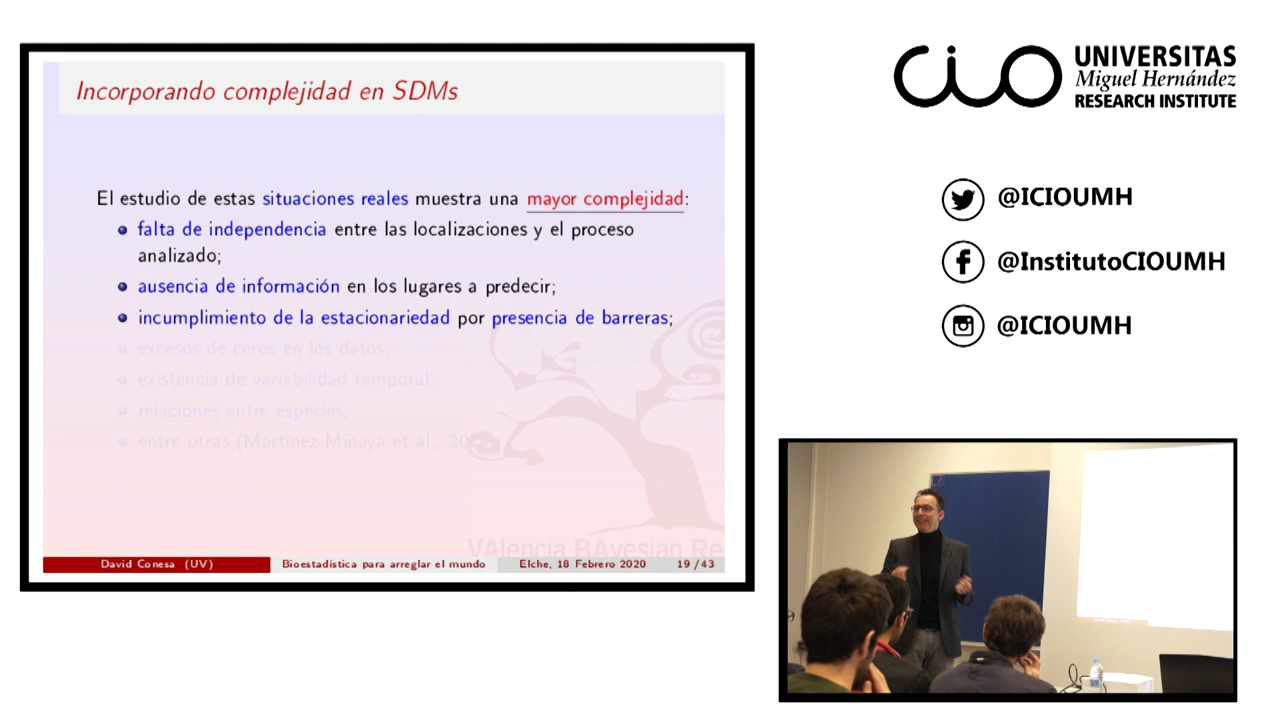 Incorporando complejidad en SDMs
El estudio de estas situaciones reales muestra una mayor complejidad:
falta de independencia entre las localizaciones y el proceso
analizado;
ausencia de información en los lugares a predecir;
incumplimiento de la estacionariedad por presencia de barreras;
excesos de ceros en los datos;
existencia de variabilidad temporal;
relaciones entre especies;
entre otras (Martínez-Minaya et al.,
VAlencia BAyesian Re
David Conesa (UV) Bioestadística para arreglar el mundo Elche, 18 Febrero 2020 19 / 43
cio
UNIVERSITAS
Miguel Hernández
RESEARCH INSTITUTE
@ICIOUMH
@InstitutoCIOUMH
@ICIOUMH